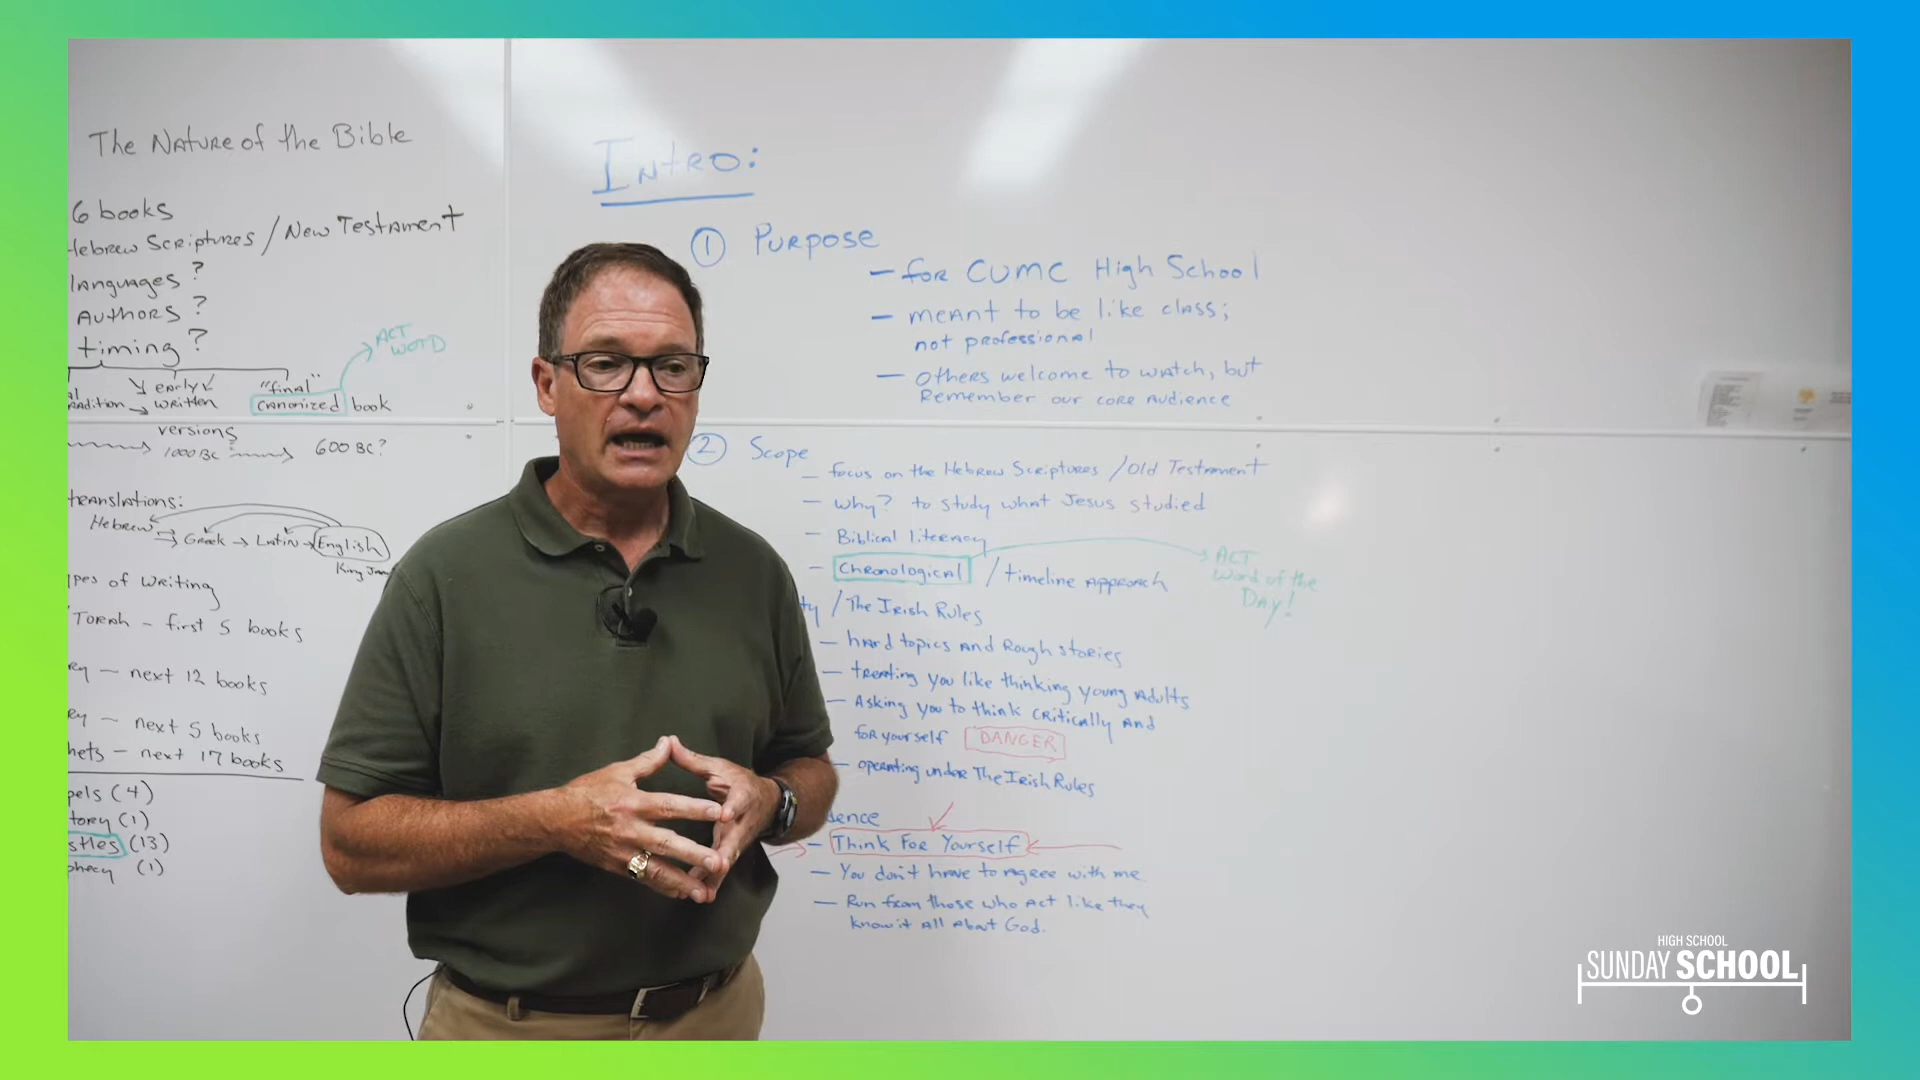 The Nature of the Bible
6 books
Hebrew Scriptures / New Testament
languages?
Authors?
timing?
ACT
WORD
early
"final"
adition → written
canonized book
versions
1000 BC
600 BC?
translations:
Hebrew
Greek → Latin → English
King Jam
pes of writing
Torah - first 5 books
ry - next 12 books
ry - next 5 books
hets - next 17 books
pels (4)
tory (1)
stles (13)
phecy (1)
Intro:
1 Purpose
- for CUMC High School
- meant to be like class;
not professional
- others welcome to watch, but
Remember our core audience
2 Scope
- focus on the Hebrew Scriptures / Old Testament
- why? to study what Jesus studied
- Biblical literacy
- Chronological / timeline approach
ACT
Word of the
Day!
ty / The Irish Rules
- hard topics and rough stories
- treating you like thinking young adults
- Asking you to think critically and
for yourself DANGER
- operating under The Irish Rules
dence
- Think For Yourself
- You don't have to agree with me
- Run from those who act like they
know it all about God.
HIGH SCHOOL
SUNDAY SCHOOL